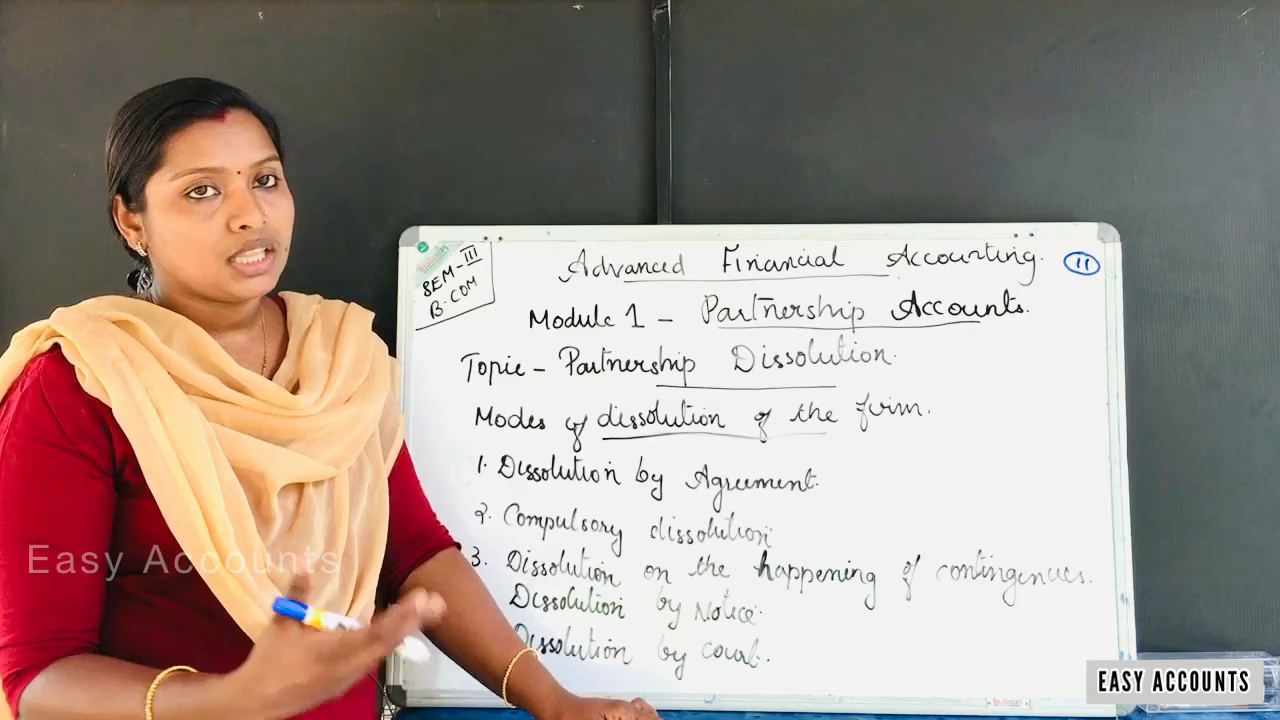 SEM-III
B.COM
Advanced Financial Accounting.
11
Module 1 - Partnership Accounts.
Topic - Partnership Dissolution.
Modes of dissolution of the firm.
1. Dissolution by Agreement.
2. Compulsory dissolution
3. Dissolution on the happening of contingencies.
Dissolution by Notice
Dissolution by court.
Easy Accounts
EASY ACCOUNTS